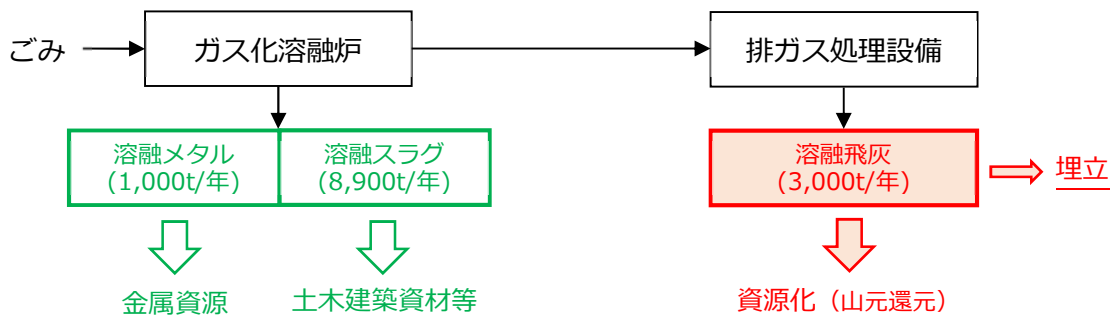 ごみ
ガス化溶融炉
排ガス処理設備
溶融メタル
(1,000t/年)
溶融スラグ
(8,900t/年)
溶融飛灰
(3,000t/年)
埋立
金属資源
土木建築資材等
資源化（山元還元）